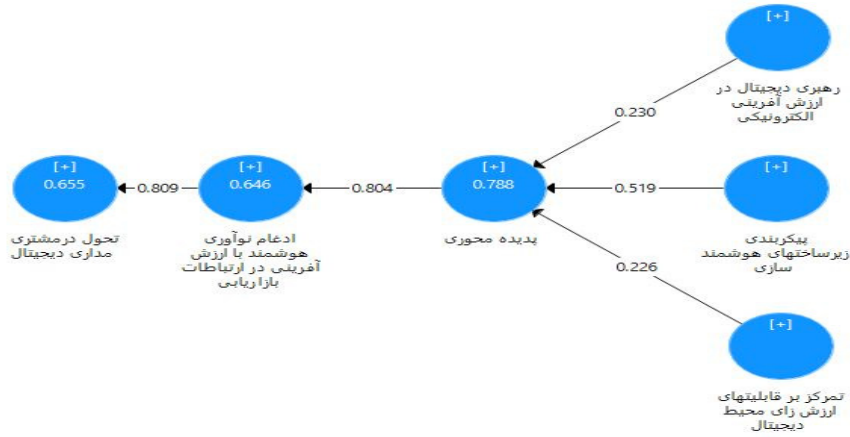 [+]
رهبری دیجیتال در
ارزش آفرینی
الکترونیکی
0.230
[+]
0.655
0.809
[+]
0.646
0.804
[+]
0.788
0.519
[+]
تحول درمشتری
مداری دیجیتال
ادغام نوآوری
هوشمند با ارزش
آفرینی در ارتباطات
بازاریابی
پدیده محوری
پیکربندی
زیرساختهای هوشمند
سازی
0.226
[+]
تمرکز بر قابلیتهای
ارزش زای محیط
دیجیتال